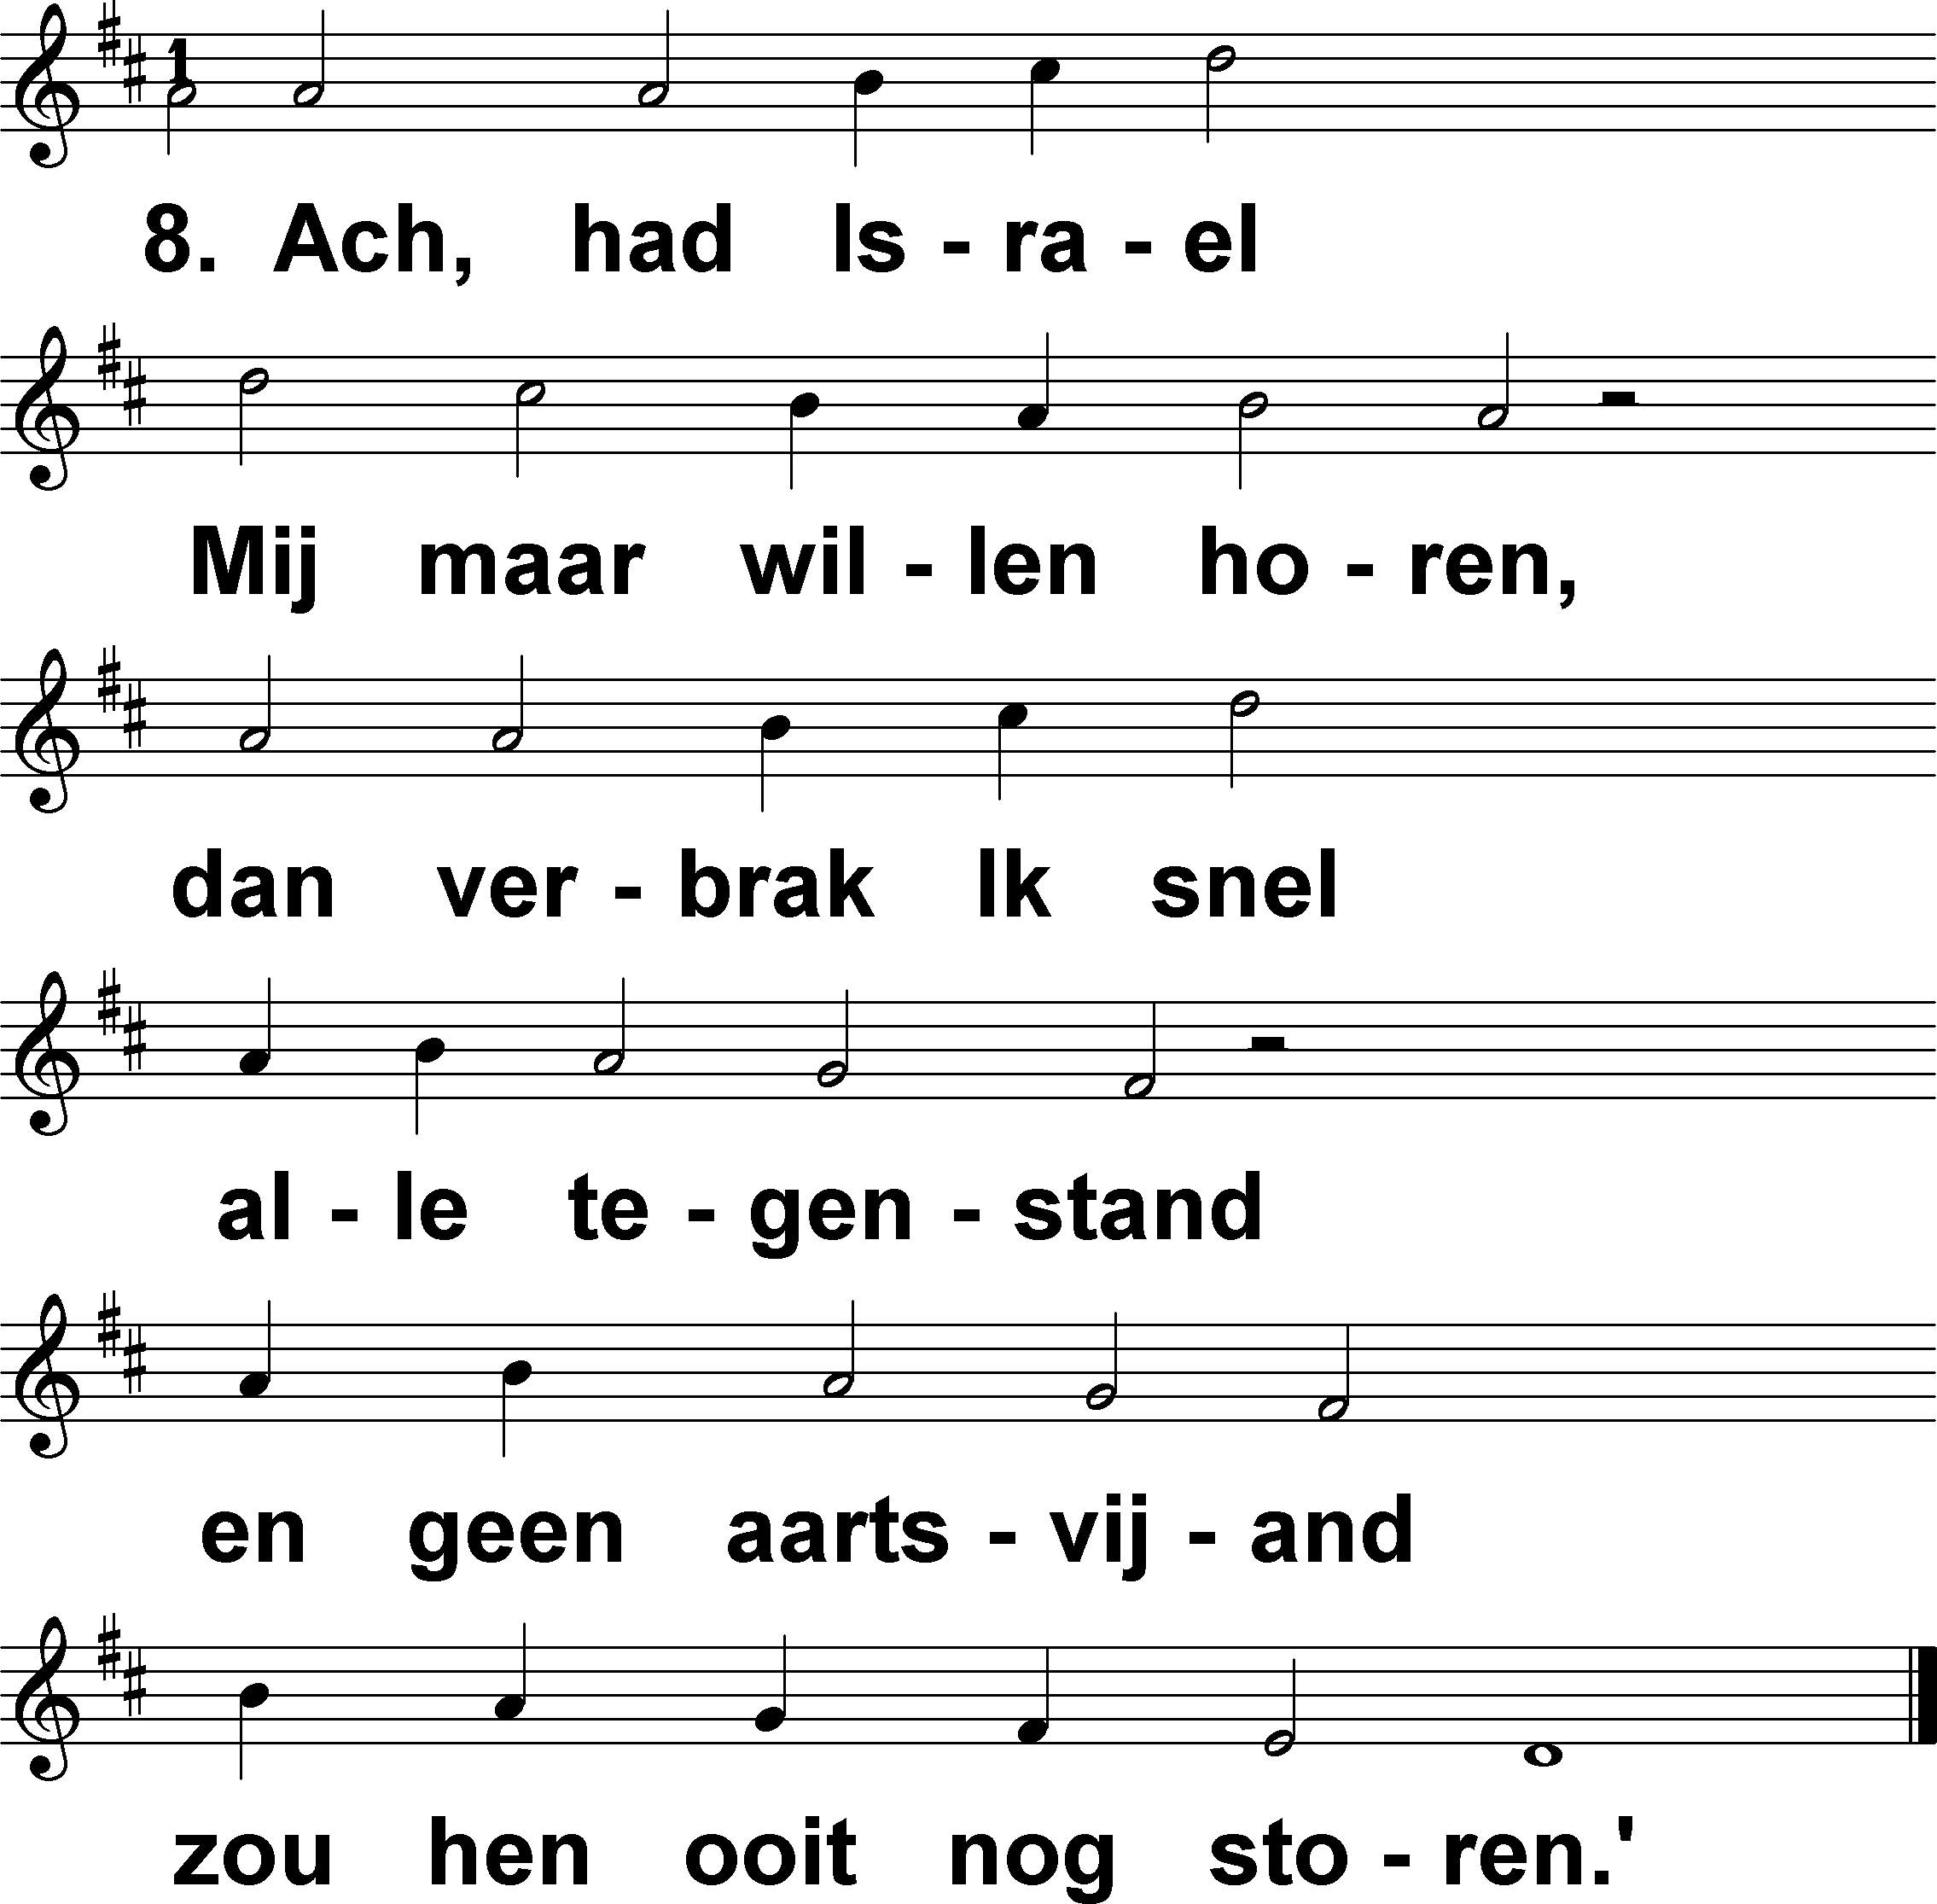 1
8. Ach, had Is - ra - el
Mij maar wil - len ho - ren,
dan ver - brak Ik snel
al - le te - gen - stand
en geen aarts - vij - and
zou hen ooit nog sto - ren.'